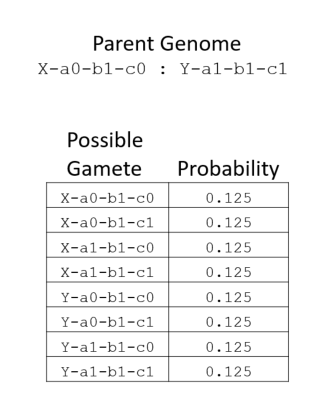 Parent Genome
X-a0-b1-c0 : Y-a1-b1-c1
Possible
Gamete Probability
X-a0-b1-c0 0.125
X-a0-b1-c1 0.125
X-a1-b1-c0 0.125
X-a1-b1-c1 0.125
Y-a0-b1-c0 0.125
Y-a0-b1-c1 0.125
Y-a1-b1-c0 0.125
Y-a1-b1-c1 0.125